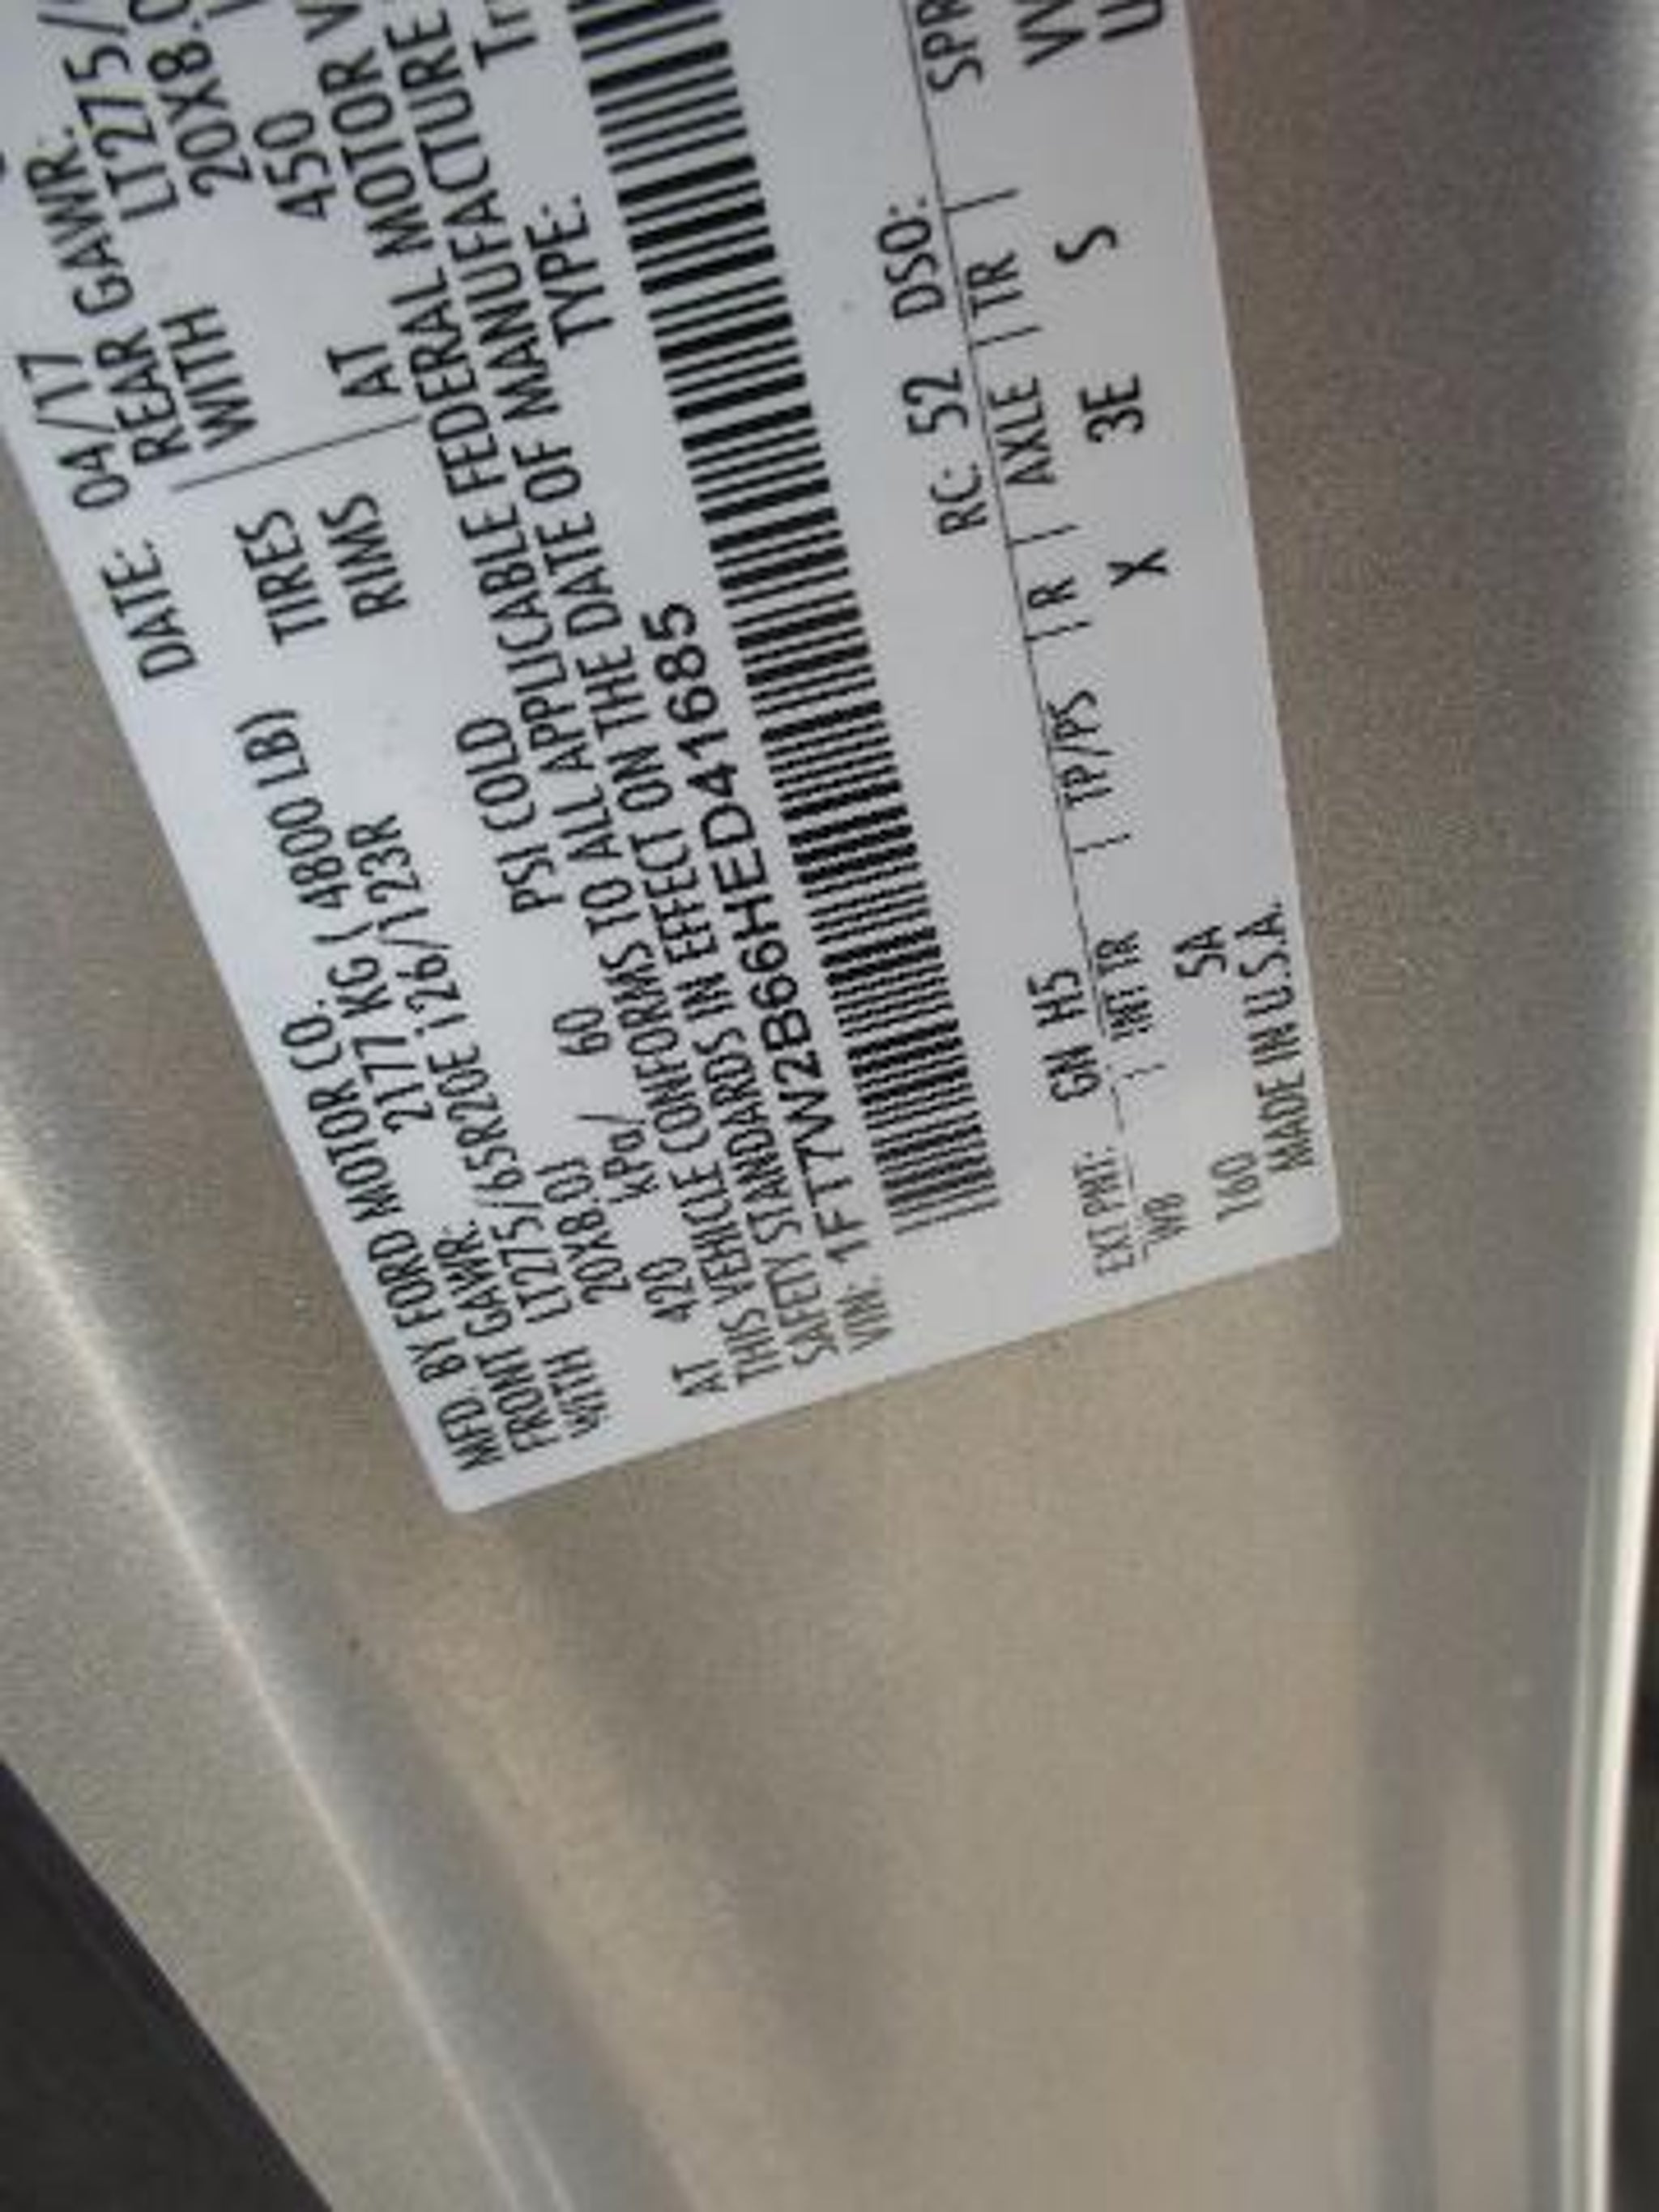 MFD. BY FORD MOTOR CO. DATE: 04/17
FRONT GAWR: 2177 KG ( 4800 LB) REAR GAWR:
WITH LT275/65R20E 126/123R TIRES WITH LT275/
20X8.0J RIMS 20X8.0
AT 420 kPa/ 60 PSI COLD AT 450
THIS VEHICLE CONFORMS TO ALL APPLICABLE FEDERAL MOTOR V
SAFETY STANDARDS IN EFFECT ON THE DATE OF MANUFACTURE
VIN: 1FT7W2B66HED41685 TYPE:
EXT PNT: GN H5 RC: 52 DSO:
WB INT TR TP/PS R AXLE TR SPR
160 5A X 3E S
MADE IN U.S.A.